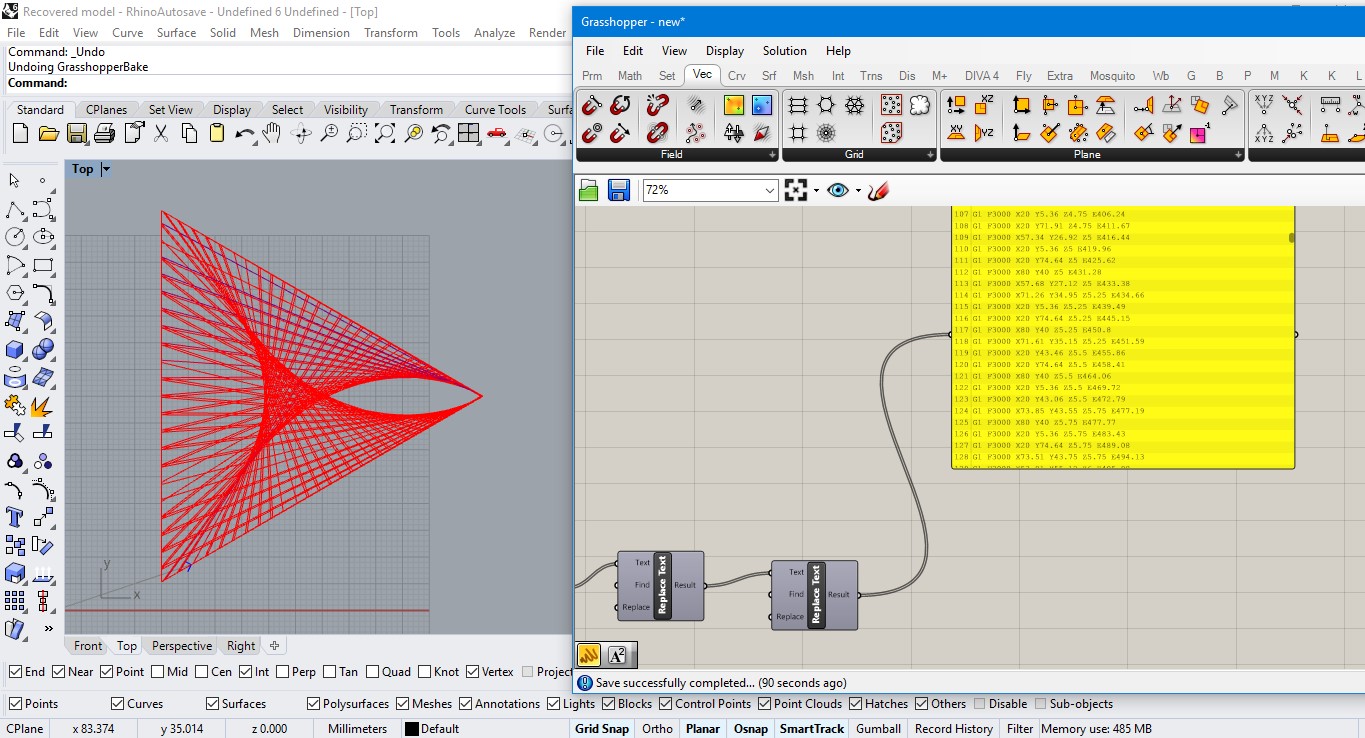 Recovered model - RhinoAutosave - Undefined 6 Undefined - [Top]
File Edit View Curve Surface Solid Mesh Dimension Transform Tools Analyze Render
Command: _Undo
Undoing GrasshopperBake
Command:
Standard CPlanes Set View Display Select Visibility Transform Curve Tools Surfa
Top
Front Top Perspective Right
End Near Point Mid Cen Int Perp Tan Quad Knot Vertex Project
Points Curves Surfaces Polysurfaces Meshes Annotations Lights Blocks Control Points Point Clouds Hatches Others Disable Sub-objects
CPlane x 83.374 y 35.014 z 0.000 Millimeters Default Grid Snap Ortho Planar Osnap SmartTrack Gumball Record History Filter Memory use: 485 MB
y
x
Grasshopper - new*
File Edit View Display Solution Help
Prm Math Set Vec Crv Srf Msh Int Trns Dis M+ DIVA 4 Fly Extra Mosquito Wb G B P M K K L
XZ
XY YZ
Field Grid Plane
72%
107 G1 F3000 X20 Y5.36 Z4.75 E406.24
108 G1 F3000 X20 Y71.91 Z4.75 E411.67
109 G1 F3000 X57.34 Y26.92 Z5 E416.44
110 G1 F3000 X20 Y5.36 Z5 E419.96
111 G1 F3000 X20 Y74.64 Z5 E425.62
112 G1 F3000 X80 Y40 Z5 E431.28
113 G1 F3000 X57.68 Y27.12 Z5 E433.38
114 G1 F3000 X71.26 Y34.95 Z5.25 E434.66
115 G1 F3000 X20 Y5.36 Z5.25 E439.49
116 G1 F3000 X20 Y74.64 Z5.25 E445.15
117 G1 F3000 X80 Y40 Z5.25 E450.8
118 G1 F3000 X71.61 Y35.15 Z5.25 E451.59
119 G1 F3000 X20 Y43.46 Z5.5 E455.86
120 G1 F3000 X20 Y74.64 Z5.5 E458.41
121 G1 F3000 X80 Y40 Z5.5 E464.06
122 G1 F3000 X20 Y5.36 Z5.5 E469.72
123 G1 F3000 X20 Y43.06 Z5.5 E472.79
124 G1 F3000 X73.85 Y43.55 Z5.75 E477.19
125 G1 F3000 X80 Y40 Z5.75 E477.77
126 G1 F3000 X20 Y5.36 Z5.75 E483.43
127 G1 F3000 X20 Y74.64 Z5.75 E489.08
128 G1 F3000 X73.51 Y43.75 Z5.75 E494.13
Text
Find
Replace
Replace Text
Result
Text
Find
Replace
Replace Text
Result
Save successfully completed... (90 seconds ago)